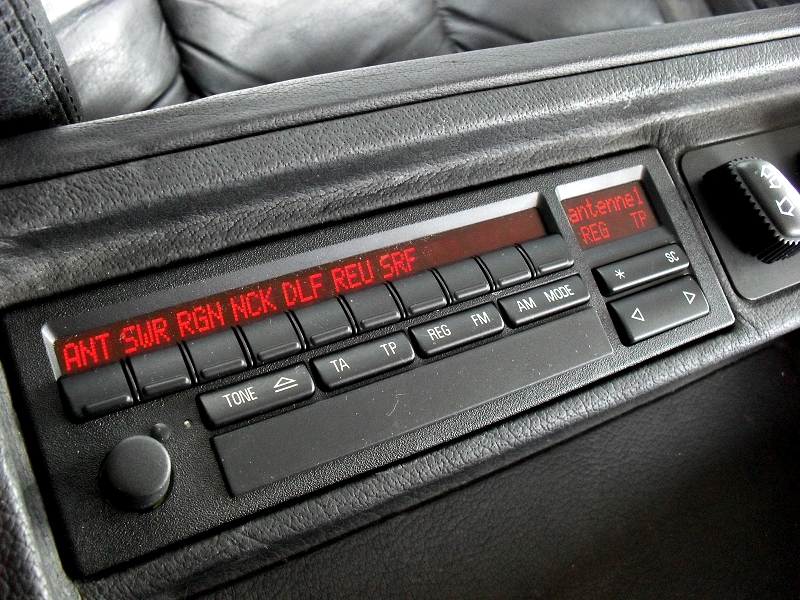 ANT SWR RGN NCK DLF REU SRF
antenne1
REG TP
TONE
TA TP
REG FM
AM MODE
* SC